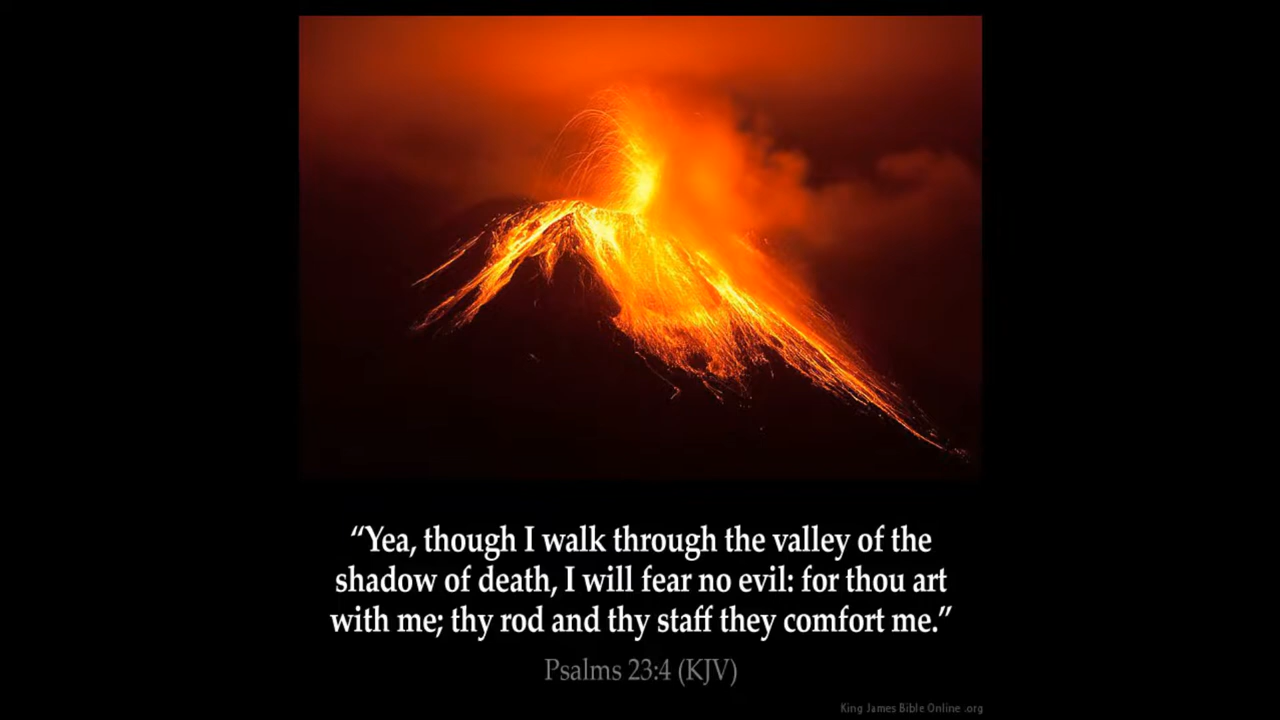 “Yea, though I walk through the valley of the
shadow of death, I will fear no evil: for thou art
with me; thy rod and thy staff they comfort me.”
Psalms 23:4 (KJV)
King James Bible Online .org